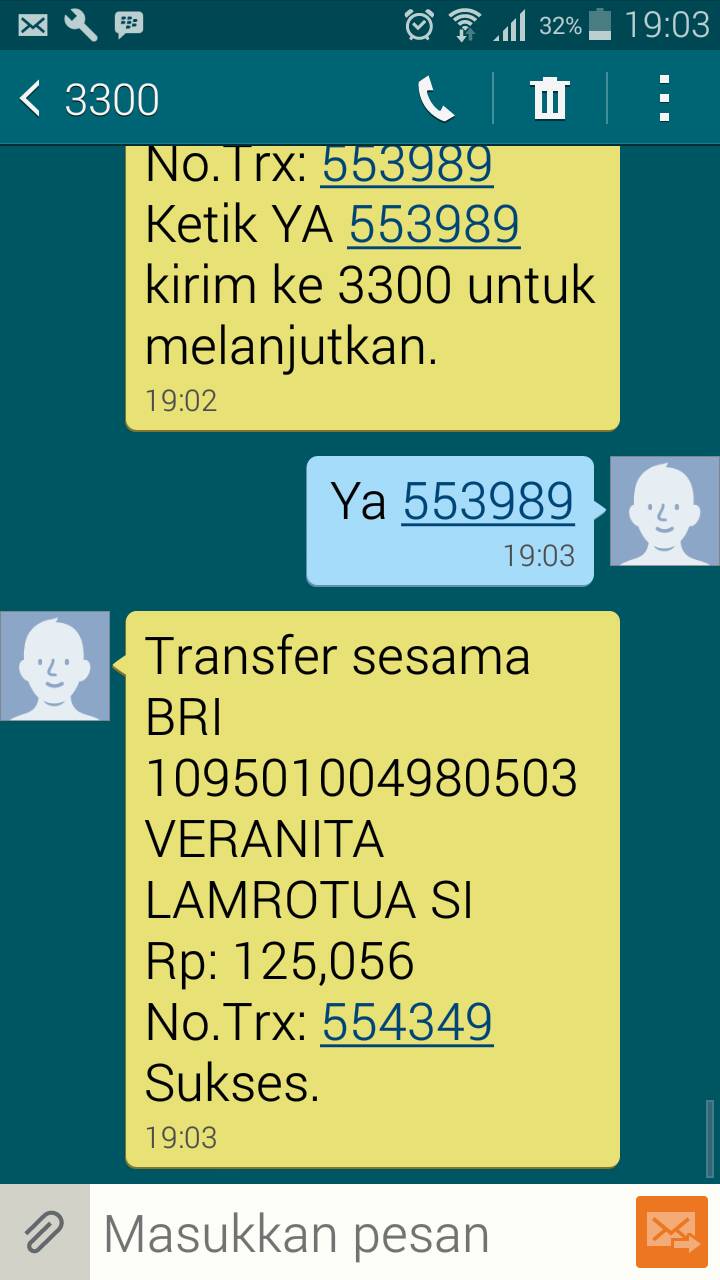 32% 19:03
3300
No.Trx: 553989
Ketik YA 553989
kirim ke 3300 untuk
melanjutkan.
19:02
Ya 553989
19:03
Transfer sesama
BRI
109501004980503
VERANITA
LAMROTUA SI
Rp: 125,056
No.Trx: 554349
Sukses.
19:03
Masukkan pesan